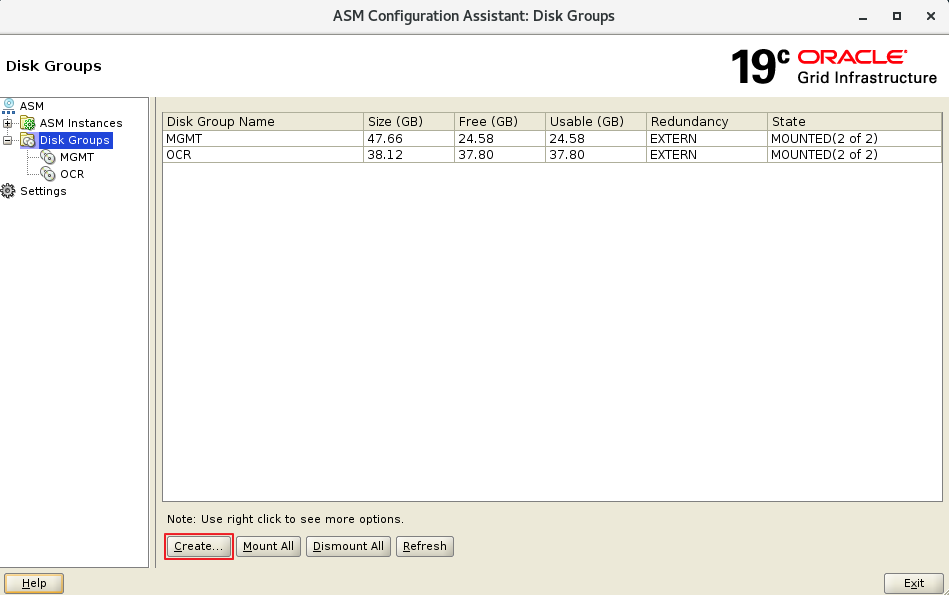 ASM Configuration Assistant: Disk Groups
Disk Groups
19c ORACLE
Grid Infrastructure
ASM
ASM Instances
Disk Groups
MGMT
OCR
Settings
Disk Group Name Size (GB) Free (GB) Usable (GB) Redundancy State
MGMT 47.66 24.58 24.58 EXTERN MOUNTED(2 of 2)
OCR 38.12 37.80 37.80 EXTERN MOUNTED(2 of 2)
Note: Use right click to see more options.
Create... Mount All Dismount All Refresh
Help Exit